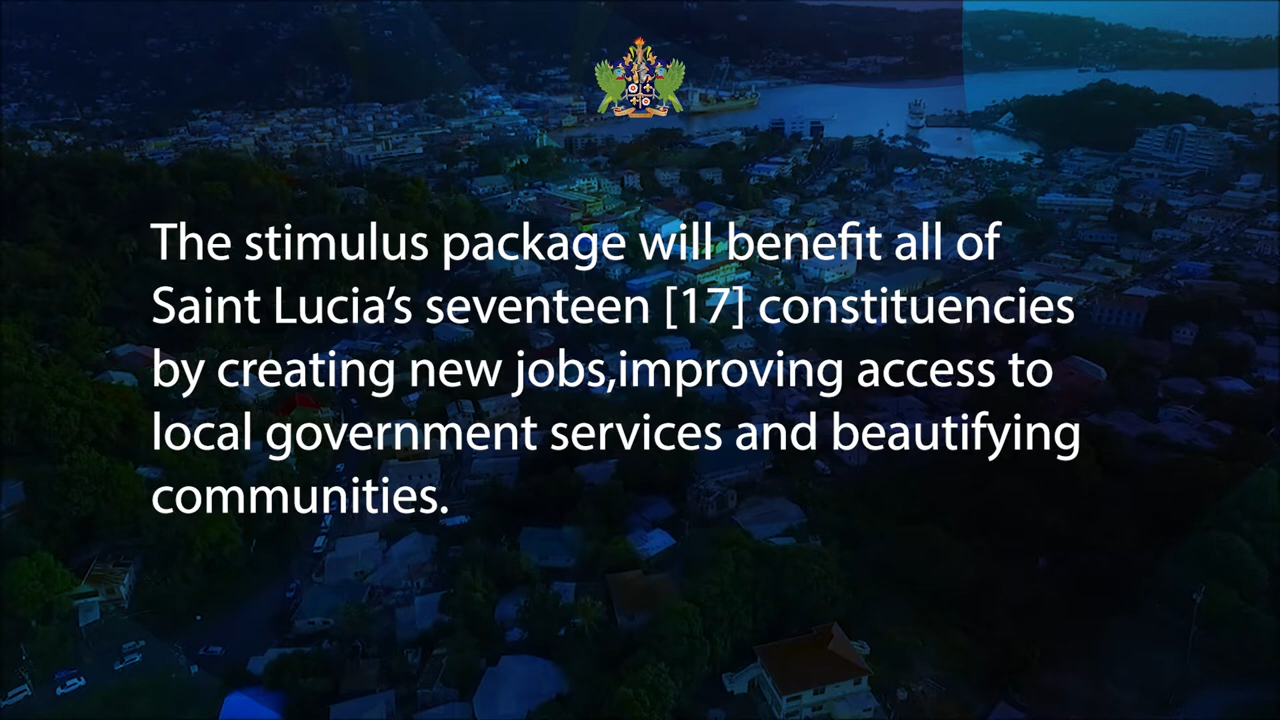 The stimulus package will benefit all of
Saint Lucia’s seventeen [17] constituencies
by creating new jobs,improving access to
local government services and beautifying
communities.